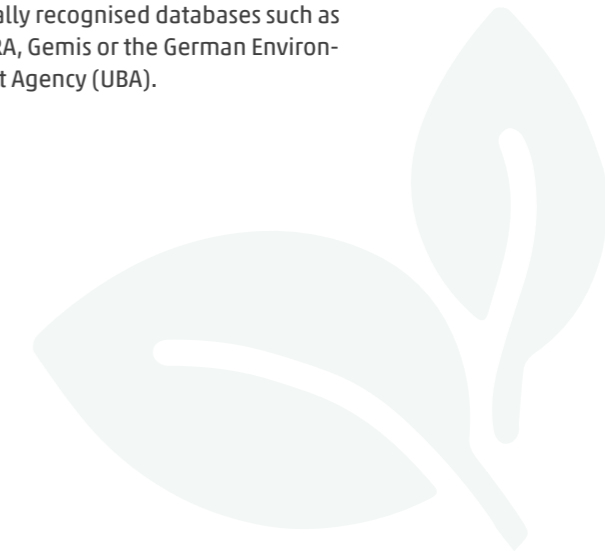 ally recognised databases such as
RA, Gemis or the German Environ-
t Agency (UBA).